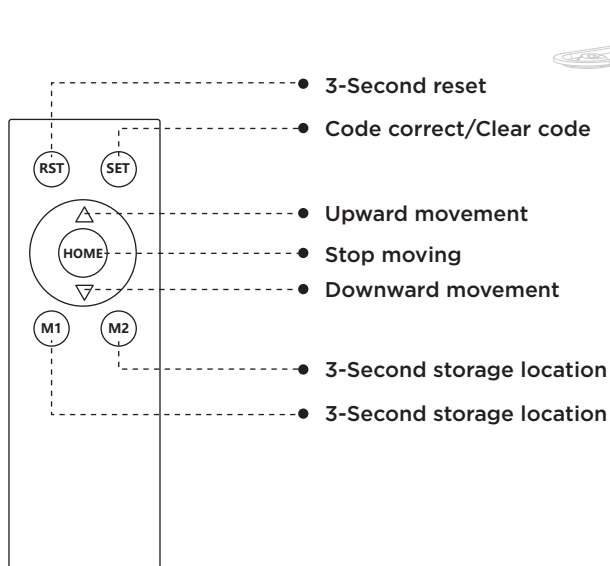 3-Second reset
Code correct/Clear code
RST
SET
Upward movement
HOME
Stop moving
Downward movement
M1
M2
3-Second storage location
3-Second storage location